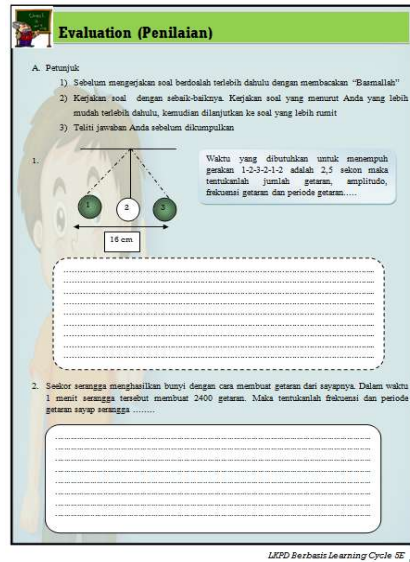 Evaluation (Penilaian)
A. Petunjuk
1) Sebelum mengerjakan soal berdoalah terlebih dahulu dengan membacakan “Basmallah”
2) Kerjakan soal dengan sebaik-baiknya. Kerjakan soal yang menurut Anda yang lebih
mudah terlebih dahulu, kemudian dilanjutkan ke soal yang lebih rumit
3) Teliti jawaban Anda sebelum dikumpulkan
1.
Waktu yang dibutuhkan untuk menempuh
gerakan 1-2-3-2-1-2 adalah 2,5 sekon maka
tentukanlah jumlah getaran, amplitudo,
frekuensi getaran dan periode getaran.....
1 2 3
16 cm
2. Seekor serangga menghasilkan bunyi dengan cara membuat getaran dari sayapnya. Dalam waktu
1 menit serangga tersebut membuat 2400 getaran. Maka tentukanlah frekuensi dan perioda
getaran sayap serangga ........
LKPD Berbasis Learning Cycle 5E